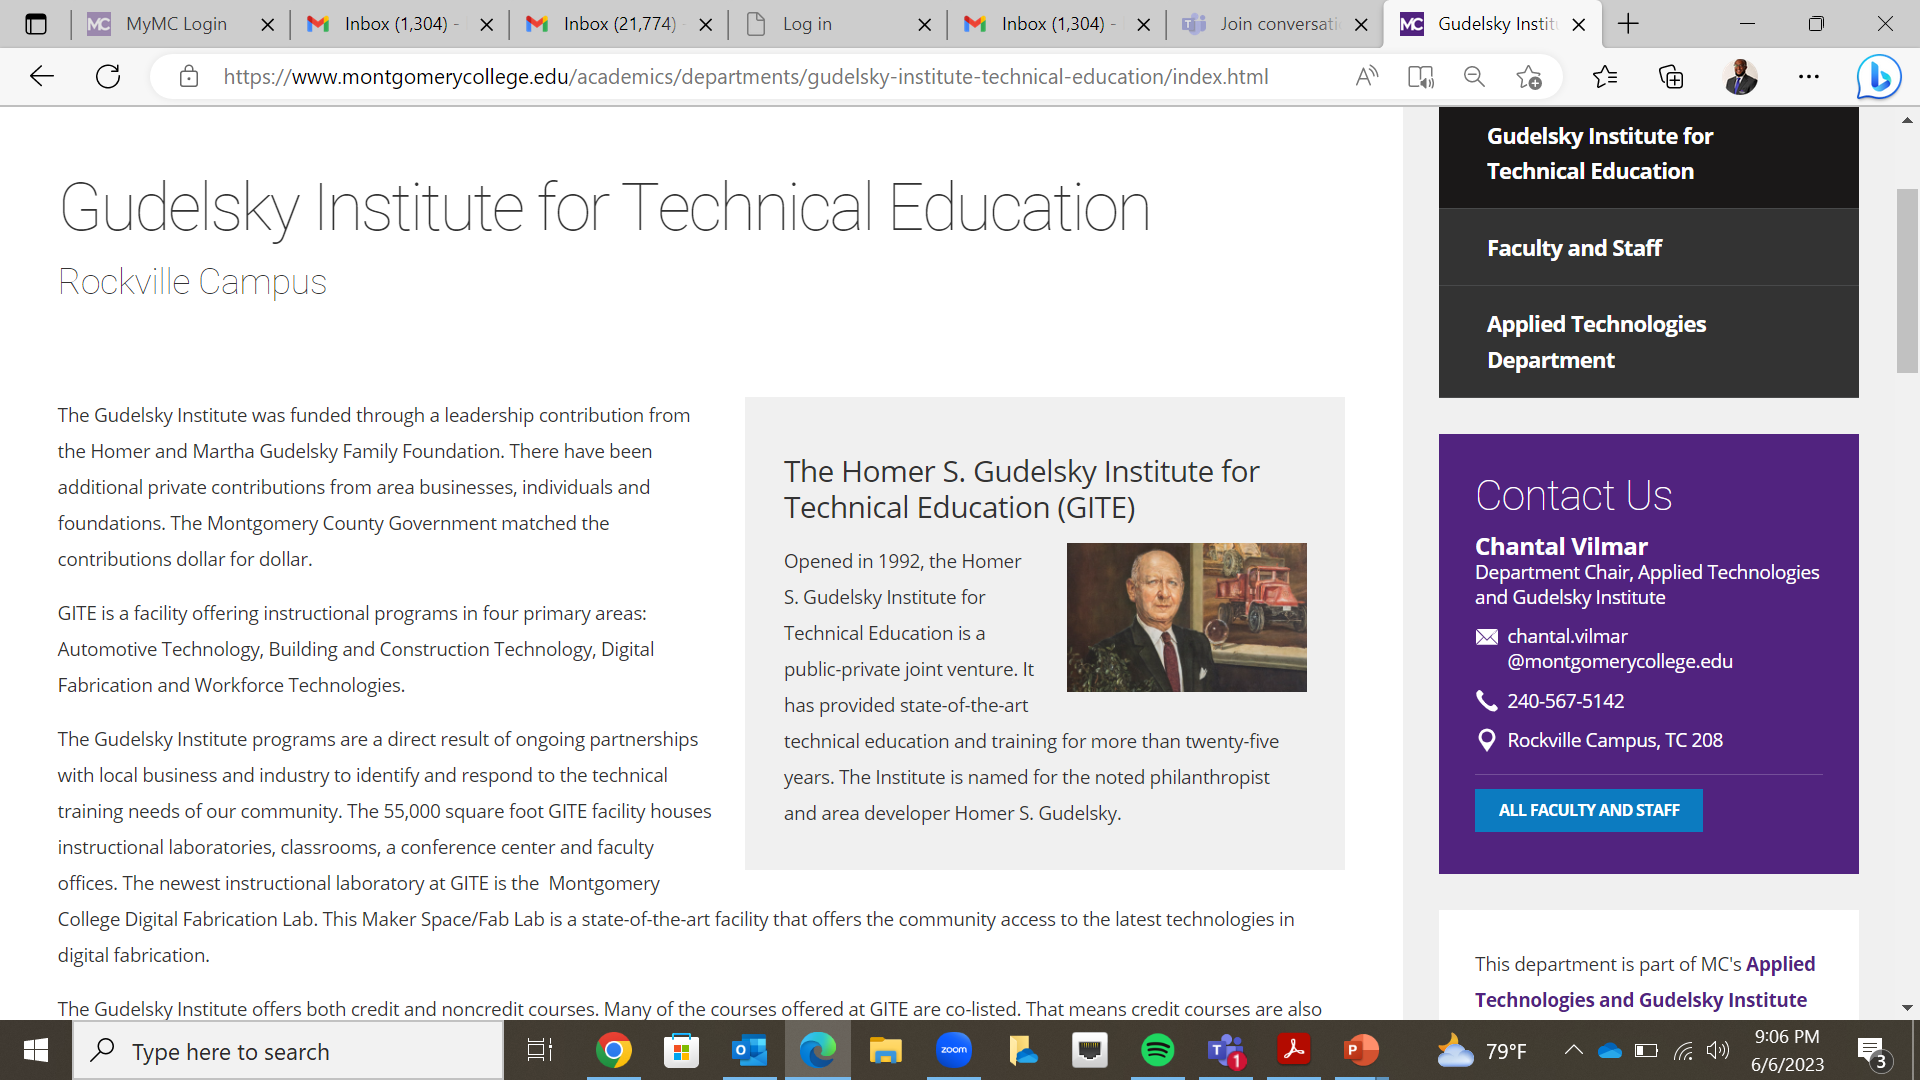 MyMC Login
Inbox (1,304) -
Inbox (21,774)
Log in
Inbox (1,304) -
Join conversati
MC
Gudelsky Instit
https://www.montgomerycollege.edu/academics/departments/gudelsky-institute-technical-education/index.html
Gudelsky Institute for Technical Education
Rockville Campus
The Gudelsky Institute was funded through a leadership contribution from
the Homer and Martha Gudelsky Family Foundation. There have been
additional private contributions from area businesses, individuals and
foundations. The Montgomery County Government matched the
contributions dollar for dollar.
GITE is a facility offering instructional programs in four primary areas:
Automotive Technology, Building and Construction Technology, Digital
Fabrication and Workforce Technologies.
The Gudelsky Institute programs are a direct result of ongoing partnerships
with local business and industry to identify and respond to the technical
training needs of our community. The 55,000 square foot GITE facility houses
instructional laboratories, classrooms, a conference center and faculty
offices. The newest instructional laboratory at GITE is the  Montgomery
College Digital Fabrication Lab. This Maker Space/Fab Lab is a state-of-the-art facility that offers the community access to the latest technologies in
digital fabrication.
The Gudelsky Institute offers both credit and noncredit courses. Many of the courses offered at GITE are co-listed. That means credit courses are also
The Homer S. Gudelsky Institute for
Technical Education (GITE)
Opened in 1992, the Homer
S. Gudelsky Institute for
Technical Education is a
public-private joint venture. It
has provided state-of-the-art
technical education and training for more than twenty-five
years. The Institute is named for the noted philanthropist
and area developer Homer S. Gudelsky.
Gudelsky Institute for
Technical Education
Faculty and Staff
Applied Technologies
Department
Contact Us
Chantal Vilmar
Department Chair, Applied Technologies
and Gudelsky Institute
chantal.vilmar
@montgomerycollege.edu
240-567-5142
Rockville Campus, TC 208
ALL FACULTY AND STAFF
This department is part of MC's Applied
Technologies and Gudelsky Institute
Type here to search
zoom
1
79°F
9:06 PM
6/6/2023
3